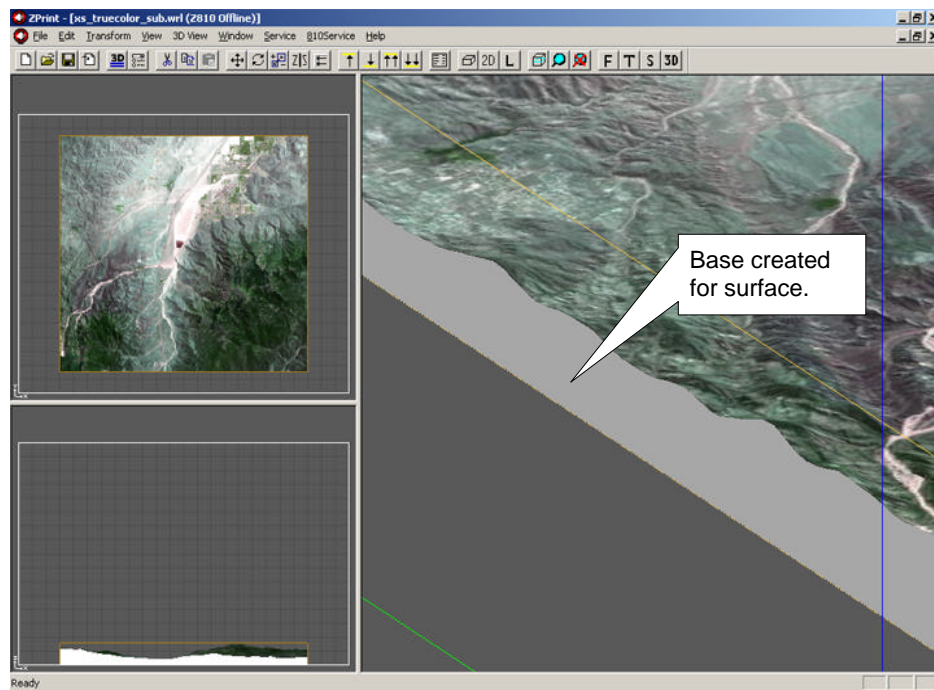 ZPrint - [xs_truecolor_sub.wrl (Z810 Offline)]
File Edit Transform View 3D View Window Service 810Service Help
3D 2D L F T S 3D
Base created
for surface.
Ready